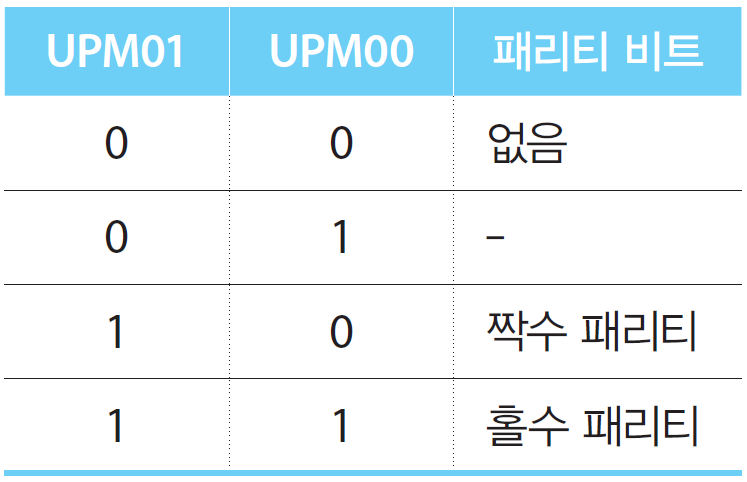 UPM01 UPM00 패리티 비트
0 0 없음
0 1 –
1 0 짝수 패리티
1 1 홀수 패리티